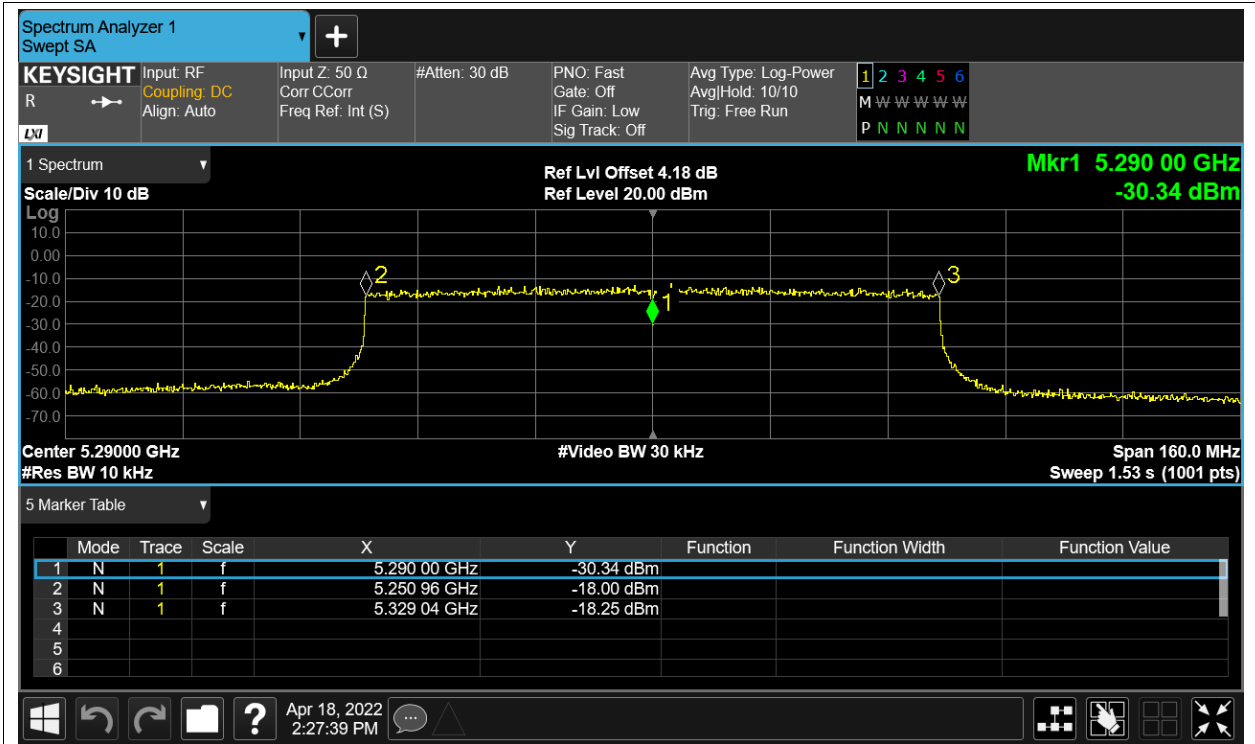 Spectrum Analyzer 1
Swept SA
KEYSIGHT
R
LXI
Input: RF
Coupling: DC
Align: Auto
Input Z: 50 Ω
Corr CCorr
Freq Ref: Int (S)
#Atten: 30 dB
PNO: Fast
Gate: Off
IF Gain: Low
Sig Track: Off
Avg Type: Log-Power
Avg|Hold: 10/10
Trig: Free Run
1 2 3 4 5 6
M W W W W W
P N N N N N
1 Spectrum
Scale/Div 10 dB
Ref Lvl Offset 4.18 dB
Ref Level 20.00 dBm
Mkr1 5.290 00 GHz
-30.34 dBm
Log
10.0
0.00
-10.0
-20.0
-30.0
-40.0
-50.0
-60.0
-70.0
2
1
3
Center 5.29000 GHz
#Video BW 30 kHz
Span 160.0 MHz
#Res BW 10 kHz
Sweep 1.53 s (1001 pts)
5 Marker Table
Mode Trace Scale X Y Function Function Width Function Value
1 N 1 f 5.290 00 GHz -30.34 dBm
2 N 1 f 5.250 96 GHz -18.00 dBm
3 N 1 f 5.329 04 GHz -18.25 dBm
4
5
6
?
Apr 18, 2022
2:27:39 PM